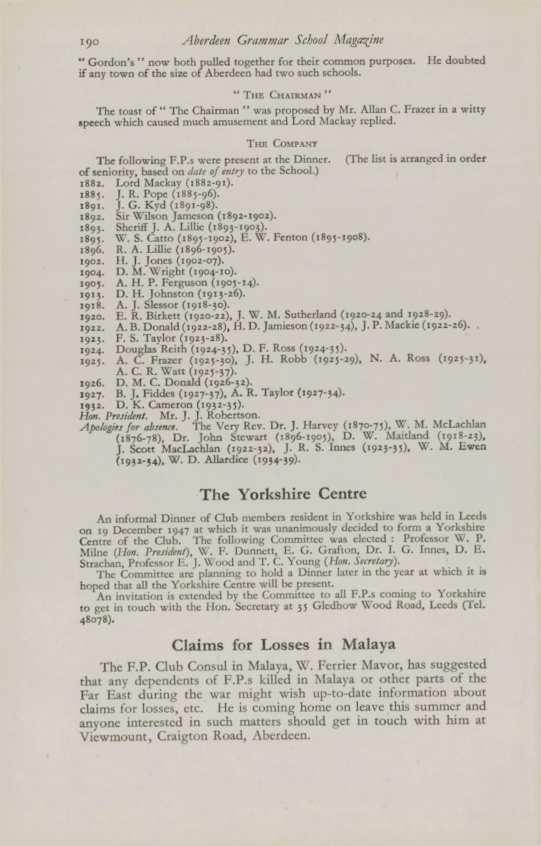 190 Aberdeen Grammar School Magazine
" Gordon's " now both pulled together for their common purposes. He doubted
if any town of the size of Aberdeen had two such schools.
" The Chairman "
The toast of " The Chairman " was proposed by Mr. Allan C. Frazer in a witty
speech which caused much amusement and Lord Mackay replied.
The Company
The following F.P.s were present at the Dinner. (The list is arranged in order
of seniority, based on date of entry to the School.)
1882. Lord Mackay (1882-91).
1885. J. R. Pope (1885-96).
1891. J. G. Kyd (1891-98).
1892. Sir Wilson Jameson (1892-1902).
1893. Sheriff J. A. Lillie (1893-1903).
1895. W. S. Catto (1895-1902), E. W. Fenton (1895-1908).
1896. R. A. Lillie (1896-1905).
1902. H. J. Jones (1902-07).
1904. D. M. Wright (1904-10).
1905. A. H. P. Ferguson (1905-14).
1913. D. H. Johnston (1913-26).
1918. A. J. Slessor (1918-30).
1920. E. R. Birkett (1920-22), J. W. M. Sutherland (1920-24 and 1928-29).
1922. A. B. Donald (1922-28), H. D. Jamieson (1922-34), J. P. Mackie (1922-26).
1923. F. S. Taylor (1923-28).
1924. Douglas Reith (1924-35), D. F. Ross (1924-35).
1925. A. C. Frazer (1925-30), J. H. Robb (1925-29), N. A. Ross (1925-31),
A. C. R. Watt (1925-37).
1926. D. M. C. Donald (1926-32).
1927. B. J. Fiddes (1927-37), A. R. Taylor (1927-34).
1932. D. K. Cameron (1932-35).
Hon. President. Mr. J. J. Robertson.
Apologies for absence. The Very Rev. Dr. J. Harvey (1870-75), W. M. McLachlan
(1876-78), Dr. John Stewart (1896-1905), D. W. Maitland (1918-23),
J. Scott MacLachlan (1922-32), J. R. S. Innes (1923-35), W. M. Ewen
(1932-34), W. D. Allardice (1934-39).
The Yorkshire Centre
An informal Dinner of Club members resident in Yorkshire was held in Leeds
on 19 December 1947 at which it was unanimously decided to form a Yorkshire
Centre of the Club. The following Committee was elected : Professor W. P.
Milne (Hon. President), W. F. Dunnett, E. G. Grafton, Dr. I. G. Innes, D. E.
Strachan, Professor E. J. Wood and T. C. Young (Hon. Secretary).
The Committee are planning to hold a Dinner later in the year at which it is
hoped that all the Yorkshire Centre will be present.
An invitation is extended by the Committee to all F.P.s coming to Yorkshire
to get in touch with the Hon. Secretary at 35 Gledhow Wood Road, Leeds (Tel.
48078).
Claims for Losses in Malaya
The F.P. Club Consul in Malaya, W. Ferrier Mavor, has suggested
that any dependents of F.P.s killed in Malaya or other parts of the
Far East during the war might wish up-to-date information about
claims for losses, etc. He is coming home on leave this summer and
anyone interested in such matters should get in touch with him at
Viewmount, Craigton Road, Aberdeen.